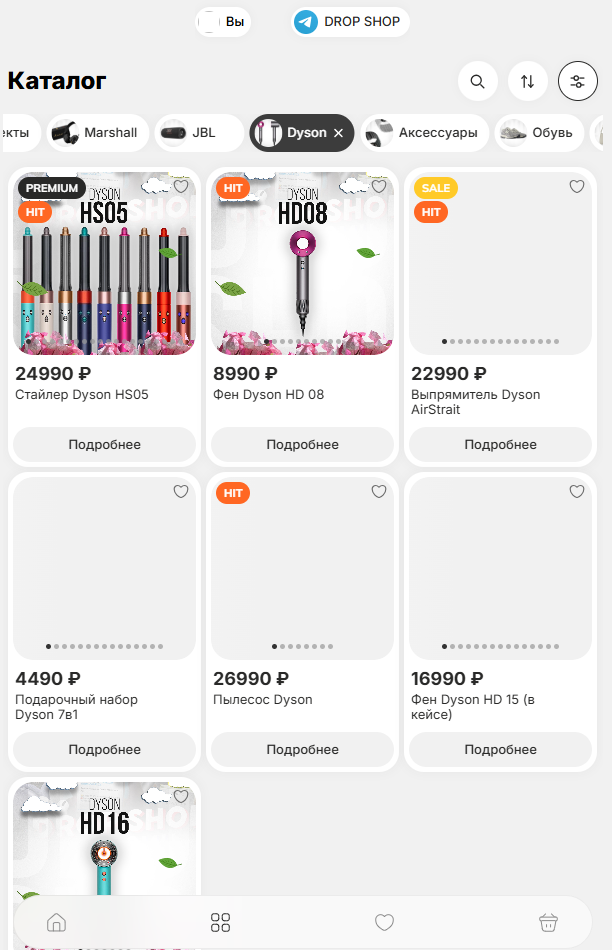 Вы
DROP SHOP
Каталог
екты
Marshall
JBL
Dyson
Аксессуары
Обувь
PREMIUM
HIT
DYSON
HS05
HIT
DYSON
HD08
SALE
HIT
24990 ₽
Стайлер Dyson HS05
Подробнее
8990 ₽
Фен Dyson HD 08
Подробнее
22990 ₽
Выпрямитель Dyson
AirStrait
Подробнее
HIT
4490 ₽
Подарочный набор
Dyson 7в1
Подробнее
26990 ₽
Пылесос Dyson
Подробнее
16990 ₽
Фен Dyson HD 15 (в
кейсе)
Подробнее
DYSON
HD16